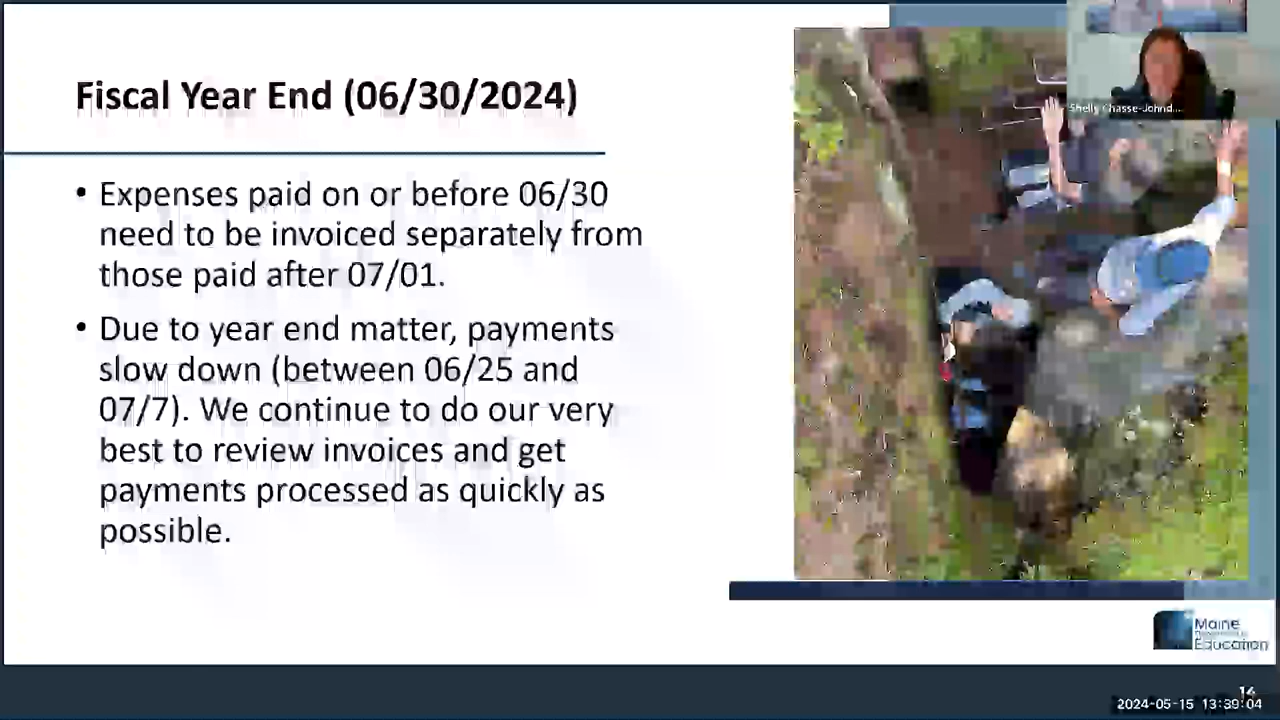 Fiscal Year End (06/30/2024)
Shelly Chasse-Johnd...
• Expenses paid on or before 06/30
need to be invoiced separately from
those paid after 07/01.
• Due to year end matter, payments
slow down (between 06/25 and
07/7). We continue to do our very
best to review invoices and get
payments processed as quickly as
possible.
Maine
Education
14
2024-05-15 13:39:04